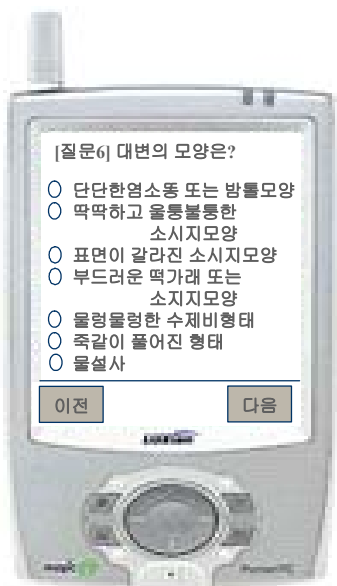 [질문6] 대변의 모양은?
단단한염소똥 또는 방톨모양
딱딱하고 울퉁불퉁한
소시지모양
표면이 갈라진 소시지모양
부드러운 떡가래 또는
소지지모양
물렁물렁한 수제비형태
죽같이 풀어진 형태
물설사
이전
다음